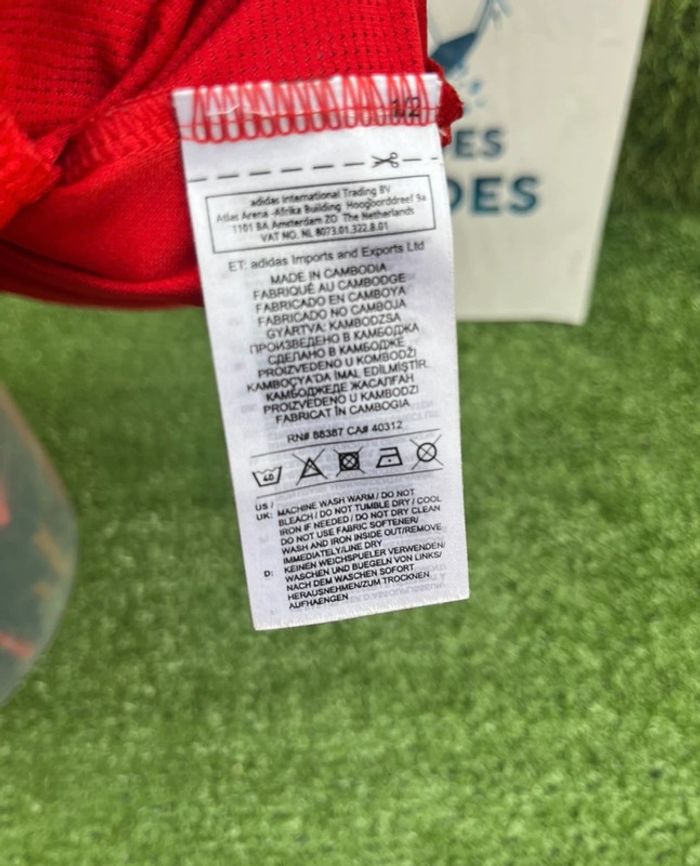 1/2
DES
DES
adidas International Trading BV
Atlas Arena -Afrika Building Hoogoorddreef 9a
1101 BA Amsterdam ZO The Netherlands
VAT NO. NL 8073.01.322.B.01
ET: adidas Imports and Exports Ltd
MADE IN CAMBODIA
FABRIQUÉ AU CAMBODGE
FABRICADO EN CAMBOYA
FABRICADO NO CAMBOJA
GYÁRTVA: KAMBODZSA
ПРОИЗВЕДЕНО В КАМБОДЖА
СДЕЛАНО В КАМБОДЖЕ
PROIZVEDENO U KOMBODŽI
KAMBOÇYA'DA İMAL EDİLMİŞTİR.
КАМБОДЖЕДЕ ЖАСАЛҒАН
PROIZVEDENO U KAMBODZI
FABRICAT ÎN CAMBOGIA
RN# 88387 CA# 40312
40
US /
UK: MACHINE WASH WARM / DO NOT
BLEACH / DO NOT TUMBLE DRY / COOL
IRON IF NEEDED / DO NOT DRY CLEAN
DO NOT USE FABRIC SOFTENER/
WASH AND IRON INSIDE OUT/REMOVE
IMMEDIATELY/LINE DRY
D: KEINEN WEICHSPUELER VERWENDEN/
WASCHEN UND BUEGELN VON LINKS/
NACH DEM WASCHEN SOFORT
HERAUSNEHMEN/ZUM TROCKNEN
AUFHAENGEN